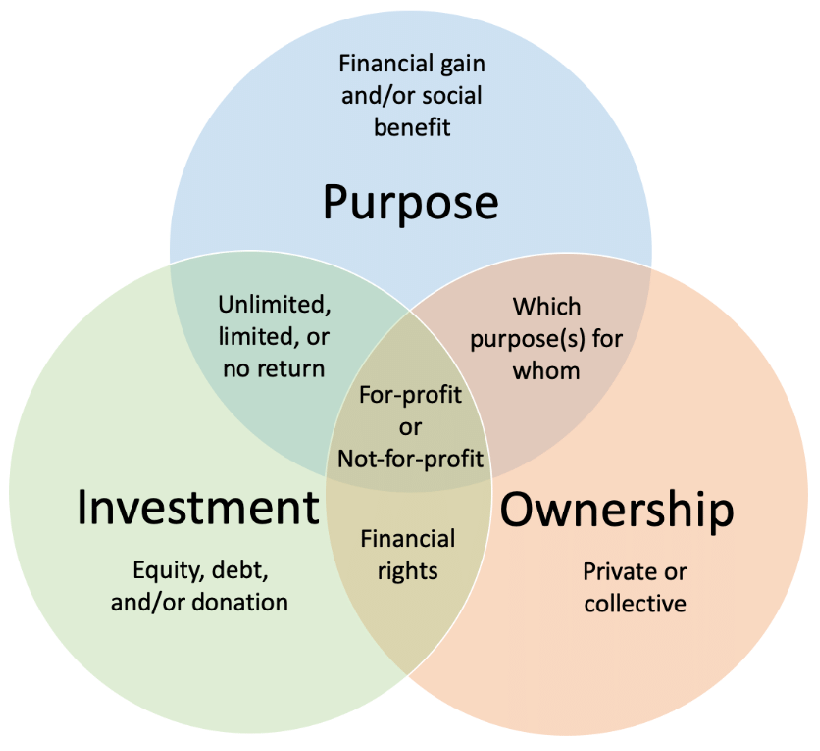 Financial gain
and/or social
benefit
Purpose
Unlimited,
limited, or
no return
Which
purpose(s) for
whom
For-profit
or
Not-for-profit
Investment
Equity, debt,
and/or donation
Financial
rights
Ownership
Private or
collective